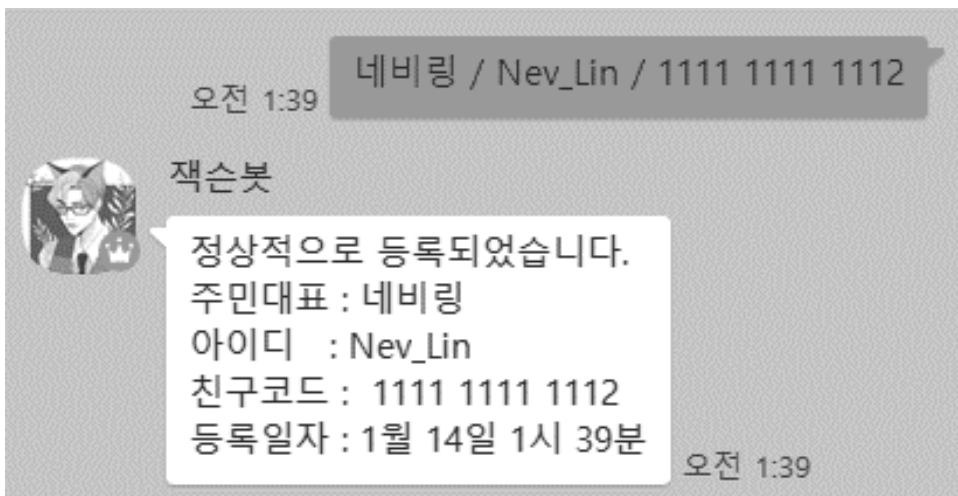 네비링 / Nev_Lin / 1111 1111 1112
오전 1:39
잭슨봇
정상적으로 등록되었습니다.
주민대표 : 네비링
아이디 : Nev_Lin
친구코드 : 1111 1111 1112
등록일자 : 1월 14일 1시 39분
오전 1:39